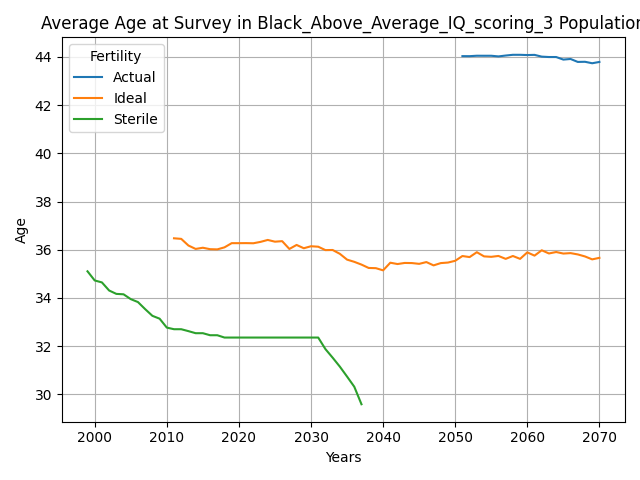 Average Age at Survey in Black_Above_Average_IQ_scoring_3 Population
Fertility
Actual
Ideal
Sterile
Age
44
42
40
38
36
34
32
30
2000 2010 2020 2030 2040 2050 2060 2070
Years